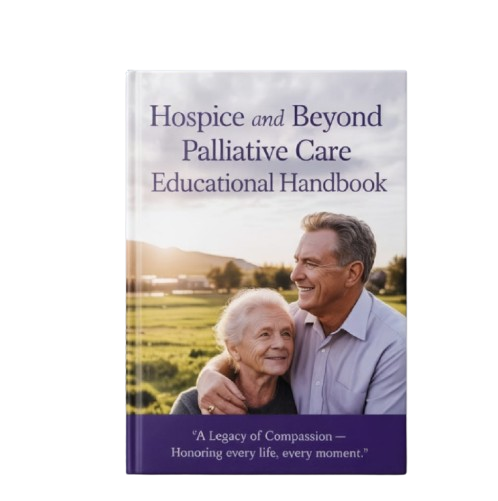 Hospice and Beyond
Palliative Care
Educational Handbook
"A Legacy of Compassion —
Honoring every life, every moment."